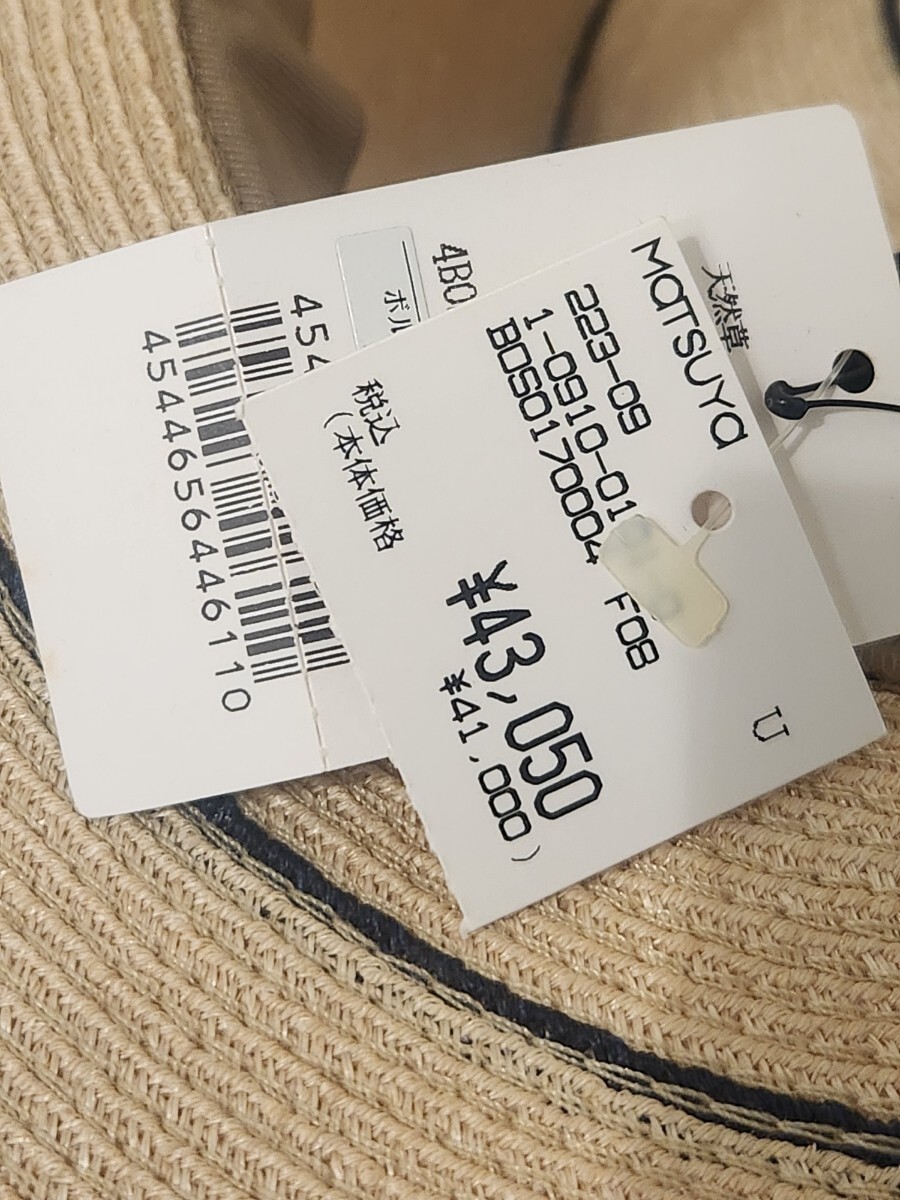 MATSUYA
223-09
1-0910-01
BOS0170004 F08
U
税込 ¥43,050
(本体価格 ¥41,000)
天然草
4B0
ボル
454
4544656446110